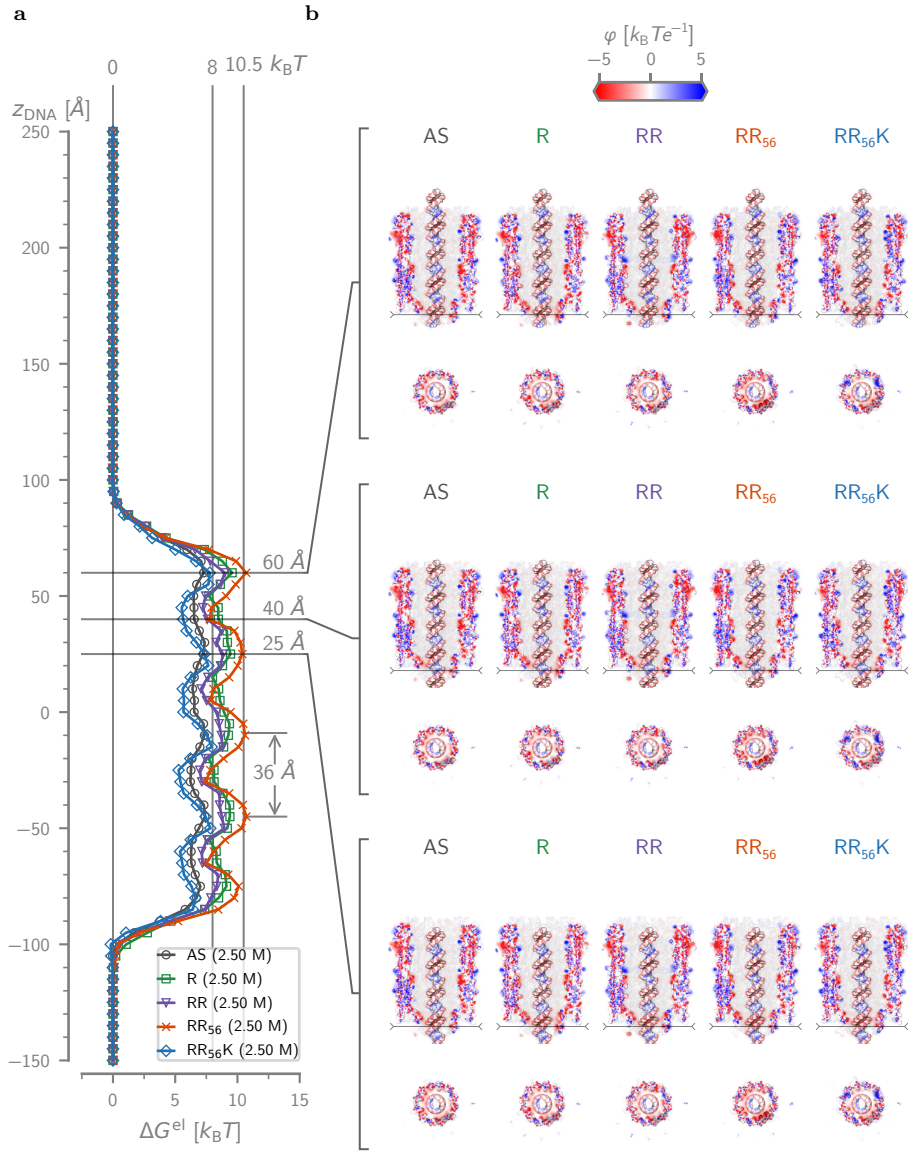 a
b
φ [k_BTe⁻¹]
−5 0 5
0 8 10.5 k_BT
z_DNA [Å]
250
200
150
100
50
0
−50
−100
−150
60 Å
40 Å
25 Å
36 Å
AS (2.50 M)
R (2.50 M)
RR (2.50 M)
RR₅₆ (2.50 M)
RR₅₆K (2.50 M)
0 5 10 15
ΔG^el [k_BT]
AS R RR RR₅₆ RR₅₆K
AS R RR RR₅₆ RR₅₆K
AS R RR RR₅₆ RR₅₆K